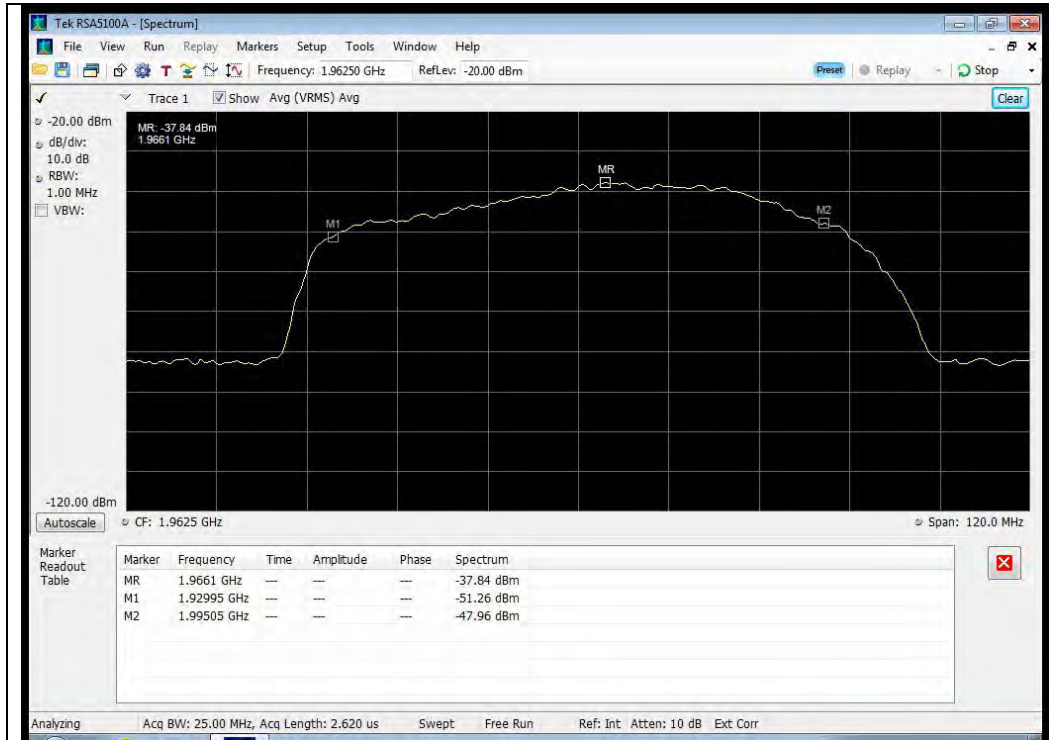 Tek RSA5100A - [Spectrum]
File View Run Replay Markers Setup Tools Window Help
T Frequency: 1.96250 GHz RefLev: -20.00 dBm Preset Replay Stop
Trace 1 Show Avg (VRMS) Avg Clear
-20.00 dBm
dB/div:
10.0 dB
RBW:
1.00 MHz
VBW:
MR: -37.84 dBm
1.9661 GHz
MR
M1
M2
-120.00 dBm
Autoscale CF: 1.9625 GHz Span: 120.0 MHz
Marker
Readout
Table
Marker Frequency Time Amplitude Phase Spectrum
MR 1.9661 GHz --- --- --- -37.84 dBm
M1 1.92995 GHz --- --- --- -51.26 dBm
M2 1.99505 GHz --- --- --- -47.96 dBm
Analyzing Acq BW: 25.00 MHz, Acq Length: 2.620 us Swept Free Run Ref: Int Atten: 10 dB Ext Corr